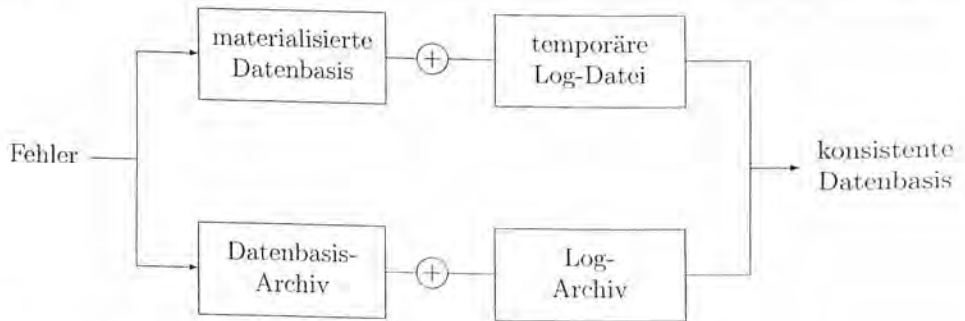 materialisierte
Datenbasis
temporäre
Log-Datei
Fehler
konsistente
Datenbasis
Datenbasis-
Archiv
Log-
Archiv